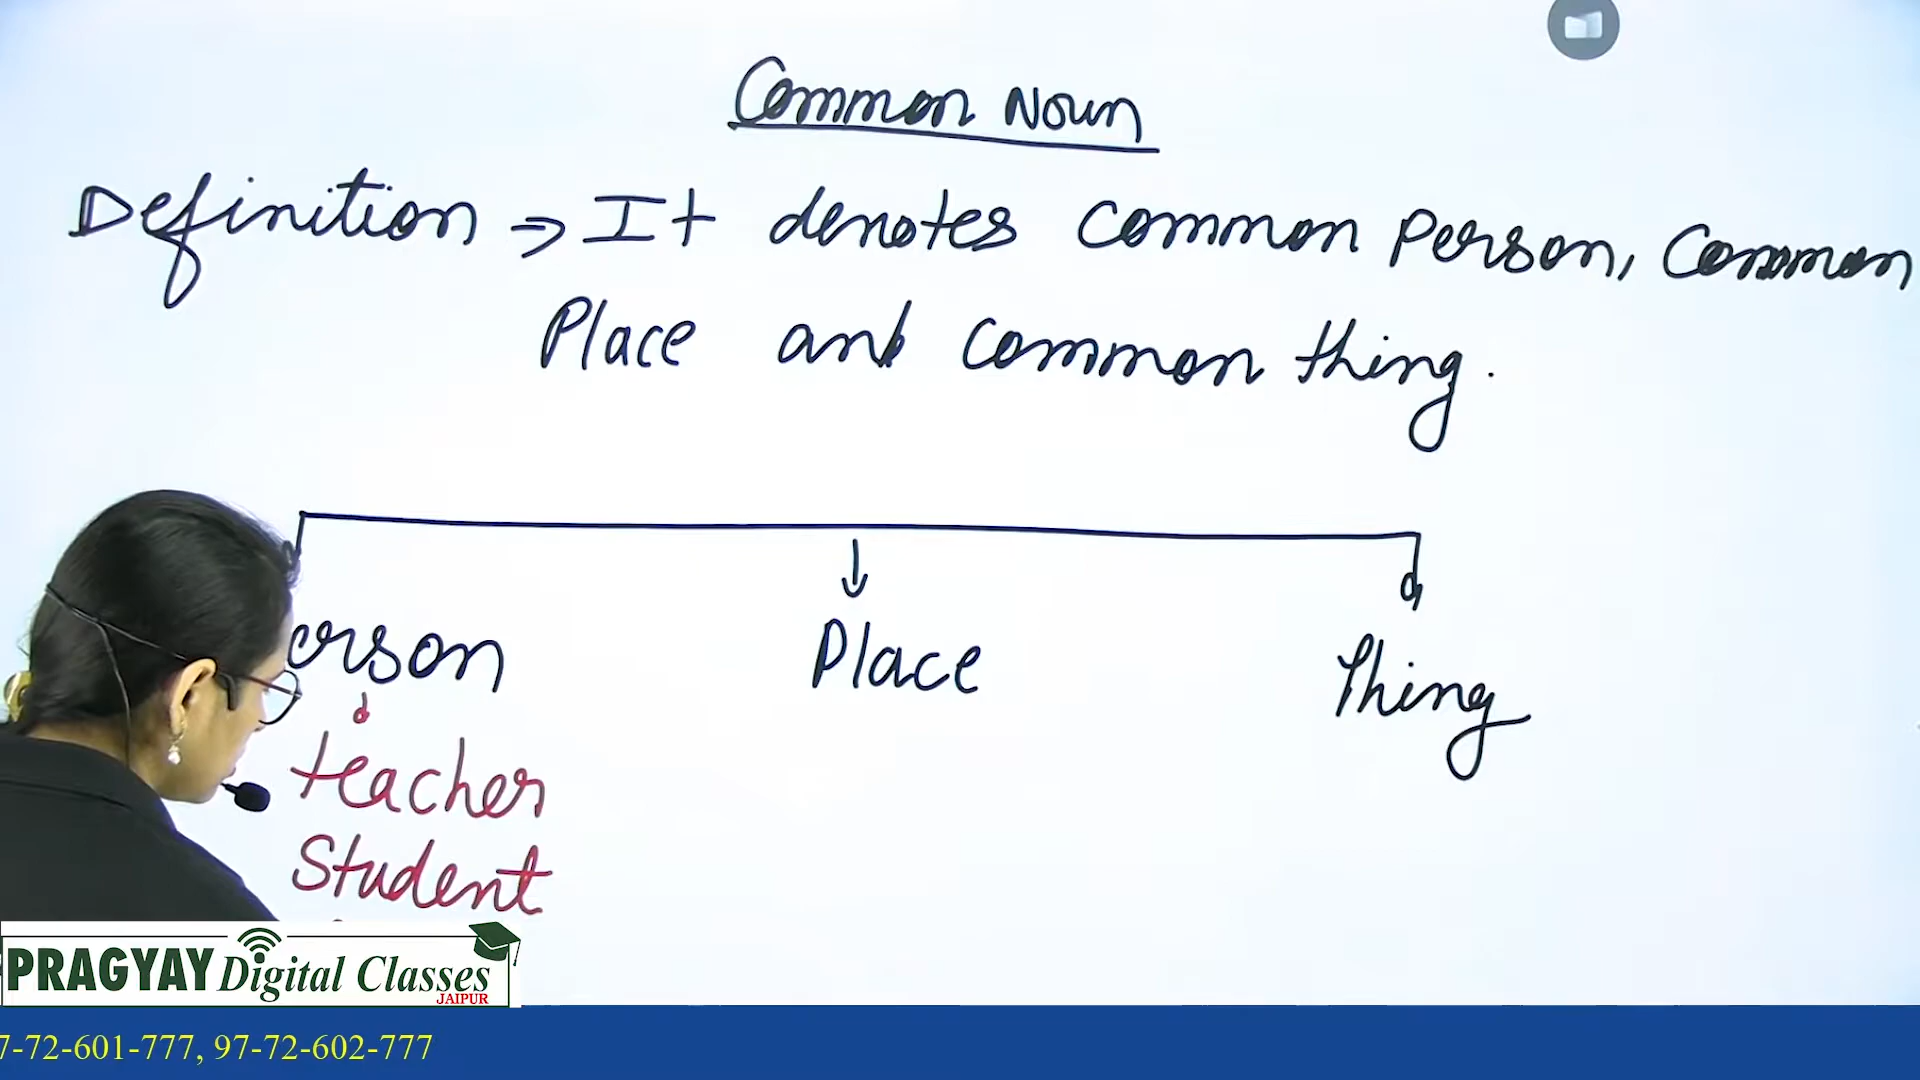 Common Noun
Definition ⇒ It denotes common Person, Common
Place and common thing.
erson
Place
Thing
teacher
Student
PRAGYAY Digital Classes
JAIPUR
7-72-601-777, 97-72-602-777